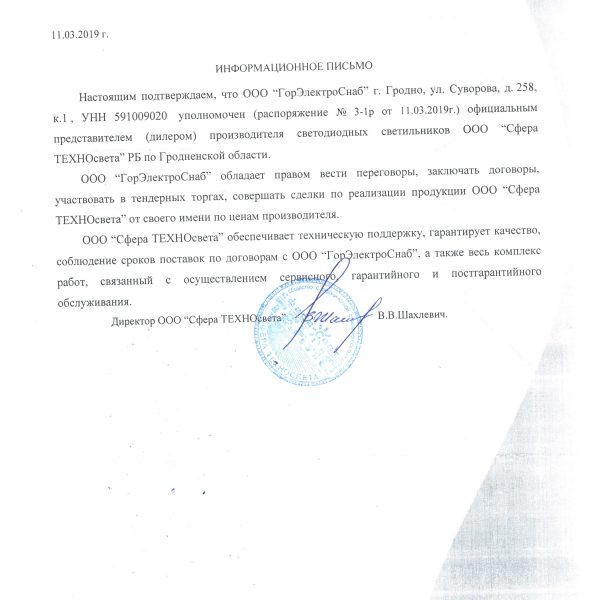 11.03.2019 г.
ИНФОРМАЦИОННОЕ ПИСЬМО
Настоящим подтверждаем, что ООО “ГорЭлектроСнаб” г. Гродно, ул. Суворова, д. 258,
к.1 , УНН 591009020 уполномочен (распоряжение № 3-1р от 11.03.2019г.) официальным
представителем (дилером) производителя светодиодных светильников ООО “Сфера
ТЕХНОсвета” РБ по Гродненской области.
ООО “ГорЭлектроСнаб” обладает правом вести переговоры, заключать договоры,
участвовать в тендерных торгах, совершать сделки по реализации продукции ООО “Сфера
ТЕХНОсвета” от своего имени по ценам производителя.
ООО “Сфера ТЕХНОсвета” обеспечивает техническую поддержку, гарантирует качество,
соблюдение сроков поставок по договорам с ООО “ГорЭлектроСнаб”, а также весь комплекс
работ, связанный с осуществлением сервисного, гарантийного и постгарантийного
обслуживания.
Директор ООО “Сфера ТЕХНОсвета” В.В.Шахлевич.
ТЕХНОСВЕТА